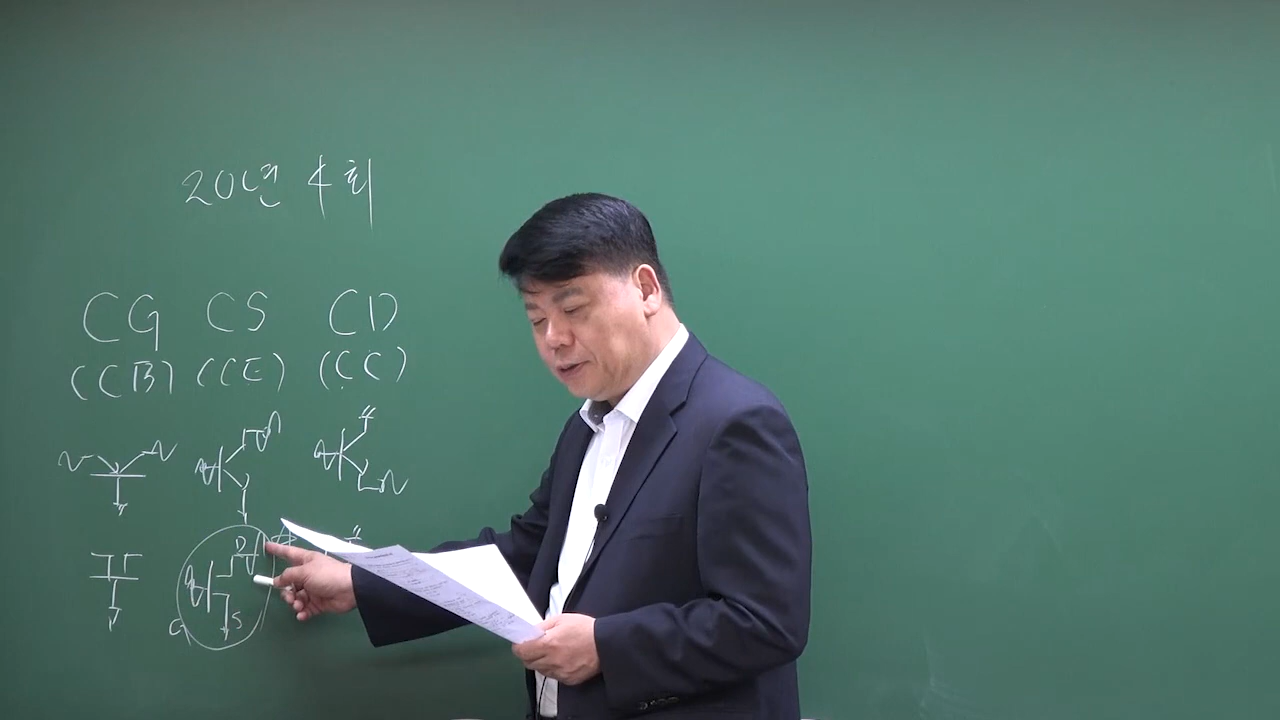 20년 4회
CG CS CD
(CB) (CE) (CC)
D
S
G